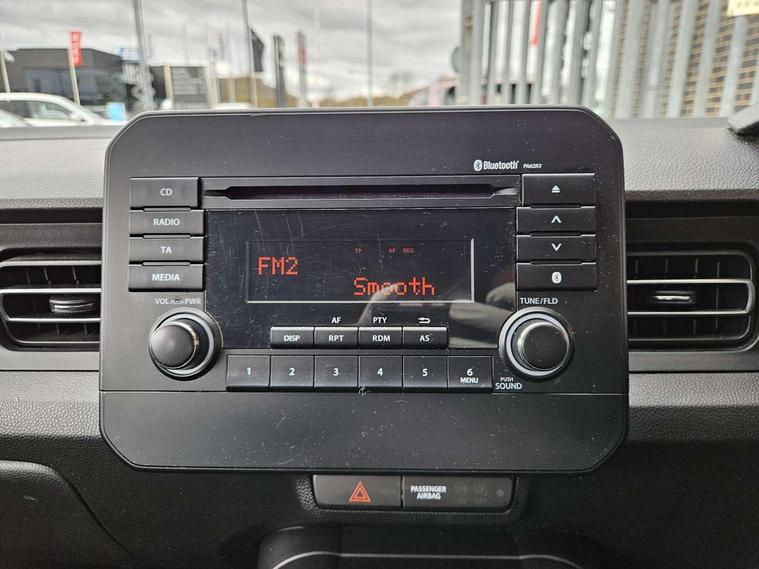 Bluetooth
PA62R3
CD
RADIO
TA
MEDIA
TP AF REG
FM2
Smooth
VOL PUSH PWR
TUNE/FLD
AF PTY
DISP RPT RDM AS
1 2 3 4 5 6
MENU
PUSH
SOUND
PASSENGER
AIRBAG